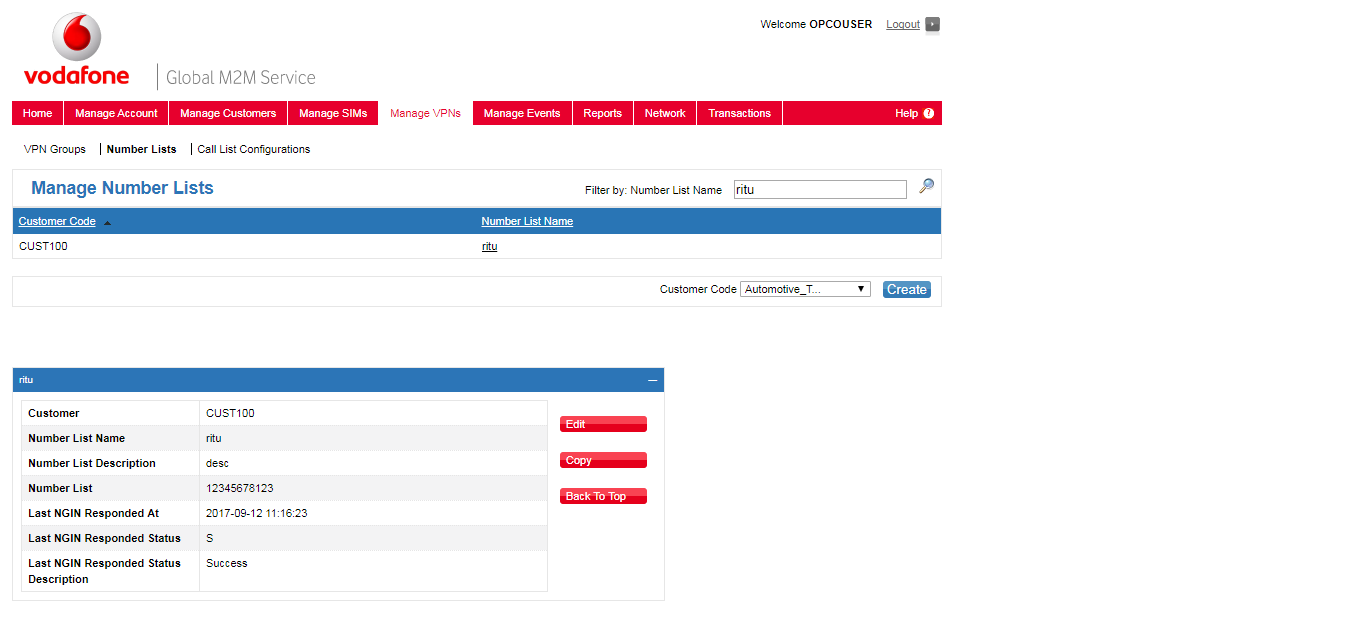 Welcome OPCOUSER Logout
vodafone Global M2M Service
Home Manage Account Manage Customers Manage SIMs Manage VPNs Manage Events Reports Network Transactions Help ?
VPN Groups Number Lists Call List Configurations
Manage Number Lists Filter by: Number List Name ritu
Customer Code Number List Name
CUST100 ritu
Customer Code Automotive_T... Create
ritu
Customer CUST100
Edit
Number List Name ritu
Number List Description desc
Copy
Number List 12345678123
Back To Top
Last NGIN Responded At 2017-09-12 11:16:23
Last NGIN Responded Status S
Last NGIN Responded Status Success
Description